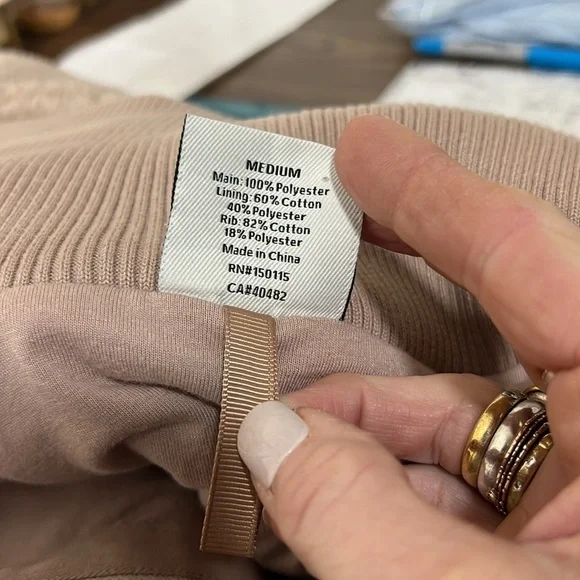 MEDIUM
Main: 100% Polyester
Lining: 60% Cotton
40% Polyester
Rib: 82% Cotton
18% Polyester
Made in China
RN#150115
CA#40482